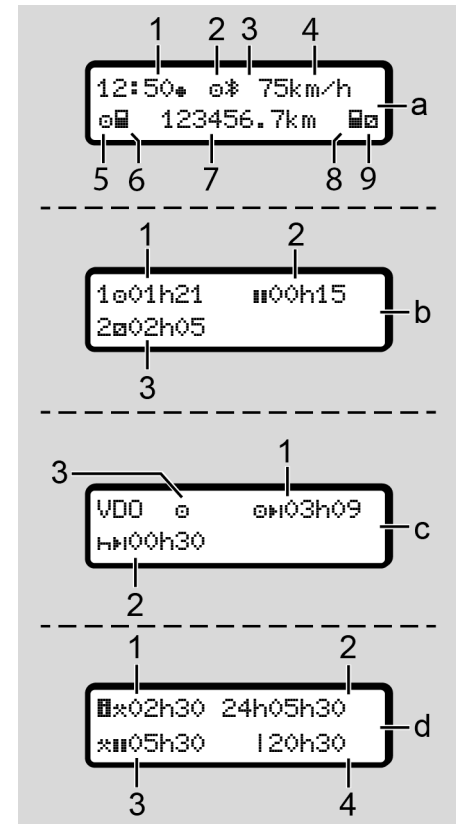 1 2 3 4
12:50 75km/h
a
123456.7km
5 6 7 8 9
1 2
1 01h21 00h15
b
2 02h05
3
1
3
VDO 03h09
c
00h30
2
1 2
02h30 24h05h30
d
05h30 |20h30
3 4